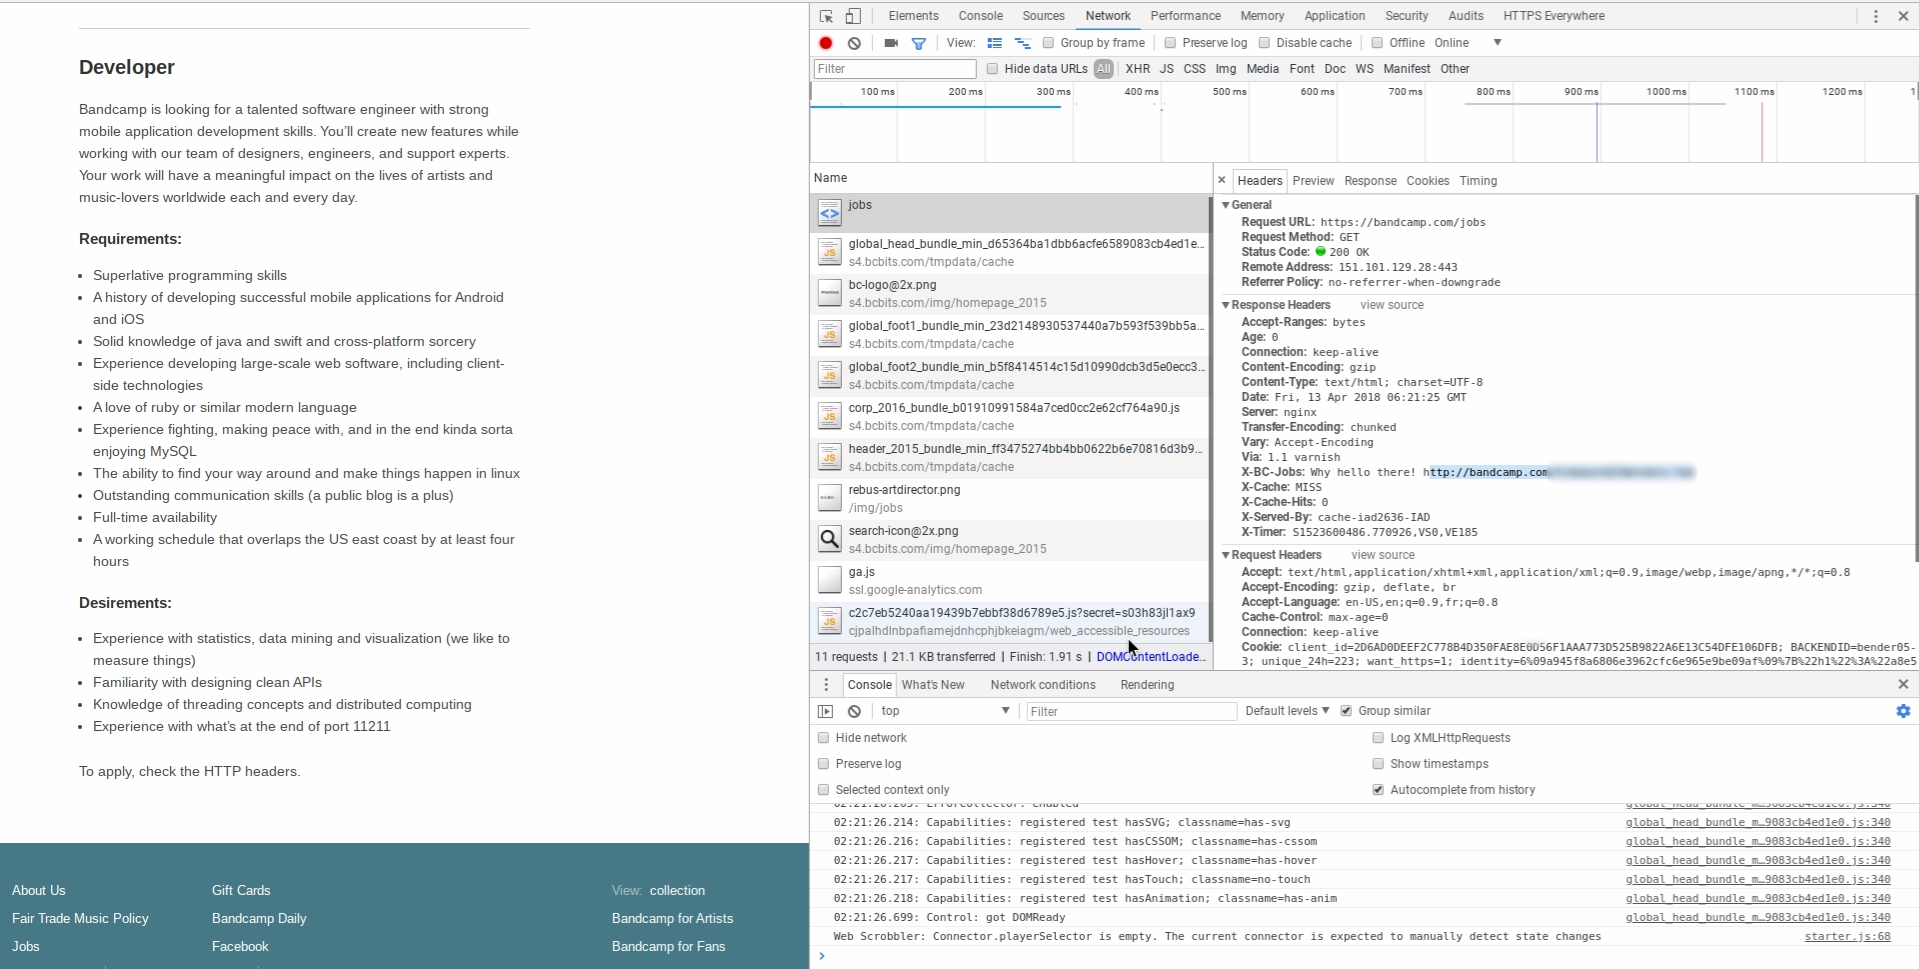 Developer
Bandcamp is looking for a talented software engineer with strong
mobile application development skills. You’ll create new features while
working with our team of designers, engineers, and support experts.
Your work will have a meaningful impact on the lives of artists and
music-lovers worldwide each and every day.
Requirements:
• Superlative programming skills
• A history of developing successful mobile applications for Android
and iOS
• Solid knowledge of java and swift and cross-platform sorcery
• Experience developing large-scale web software, including client-
side technologies
• A love of ruby or similar modern language
• Experience fighting, making peace with, and in the end kinda sorta
enjoying MySQL
• The ability to find your way around and make things happen in linux
• Outstanding communication skills (a public blog is a plus)
• Full-time availability
• A working schedule that overlaps the US east coast by at least four
hours
Desirements:
• Experience with statistics, data mining and visualization (we like to
measure things)
• Familiarity with designing clean APIs
• Knowledge of threading concepts and distributed computing
• Experience with what’s at the end of port 11211
To apply, check the HTTP headers.
About Us Gift Cards View: collection
Fair Trade Music Policy Bandcamp Daily Bandcamp for Artists
Jobs Facebook Bandcamp for Fans
Elements Console Sources Network Performance Memory Application Security Audits HTTPS Everywhere
View: Group by frame Preserve log Disable cache Offline Online
Filter Hide data URLs All XHR JS CSS Img Media Font Doc WS Manifest Other
100 ms 200 ms 300 ms 400 ms 500 ms 600 ms 700 ms 800 ms 900 ms 1000 ms 1100 ms 1200 ms 1
Name
jobs
global_head_bundle_min_d65364ba1dbb6acfe6589083cb4ed1e...
s4.bcbits.com/tmpdata/cache
bc-logo@2x.png
s4.bcbits.com/img/homepage_2015
global_foot1_bundle_min_23d2148930537440a7b593f539bb5a...
s4.bcbits.com/tmpdata/cache
global_foot2_bundle_min_b5f8414514c15d10990dcb3d5e0ecc3...
s4.bcbits.com/tmpdata/cache
corp_2016_bundle_b01910991584a7ced0cc2e62cf764a90.js
s4.bcbits.com/tmpdata/cache
header_2015_bundle_min_ff3475274bb4bb0622b6e70816d3b9...
s4.bcbits.com/tmpdata/cache
rebus-artdirector.png
/img/jobs
search-icon@2x.png
s4.bcbits.com/img/homepage_2015
ga.js
ssl.google-analytics.com
c2c7eb5240aa19439b7ebbf38d6789e5.js?secret=s03h83jl1ax9
cjpalhdlnbpafiamejdnhcphjbkeiagm/web_accessible_resources
11 requests | 21.1 KB transferred | Finish: 1.91 s | DOMContentLoade...
Headers Preview Response Cookies Timing
General
Request URL: https://bandcamp.com/jobs
Request Method: GET
Status Code: 200 OK
Remote Address: 151.101.129.28:443
Referrer Policy: no-referrer-when-downgrade
Response Headers view source
Accept-Ranges: bytes
Age: 0
Connection: keep-alive
Content-Encoding: gzip
Content-Type: text/html; charset=UTF-8
Date: Fri, 13 Apr 2018 06:21:25 GMT
Server: nginx
Transfer-Encoding: chunked
Vary: Accept-Encoding
Via: 1.1 varnish
X-BC-Jobs: Why hello there! http://bandcamp.com
X-Cache: MISS
X-Cache-Hits: 0
X-Served-By: cache-iad2636-IAD
X-Timer: S1523600486.770926,VS0,VE185
Request Headers view source
Accept: text/html,application/xhtml+xml,application/xml;q=0.9,image/webp,image/apng,*/*;q=0.8
Accept-Encoding: gzip, deflate, br
Accept-Language: en-US,en;q=0.9,fr;q=0.8
Cache-Control: max-age=0
Connection: keep-alive
Cookie: client_id=2D6AD0DEEF2C778B4D350FAE8E0D56F1AAA773D525B9822A6E13C54DFE106DFB; BACKENDID=bender05-
3; unique_24h=223; want_https=1; identity=6%09a945f8a6806e3962cfc6e965e9be09af%09%7B%22h1%22%3A%22a8e5
Console What's New Network conditions Rendering
top Filter Default levels Group similar
Hide network Log XMLHttpRequests
Preserve log Show timestamps
Selected context only Autocomplete from history
02:21:26.214: Capabilities: registered test hasSVG; classname=has-svg global_head_bundle_m…9083cb4ed1e0.js:340
02:21:26.216: Capabilities: registered test hasCSSOM; classname=has-cssom global_head_bundle_m…9083cb4ed1e0.js:340
02:21:26.217: Capabilities: registered test hasHover; classname=has-hover global_head_bundle_m…9083cb4ed1e0.js:340
02:21:26.217: Capabilities: registered test hasTouch; classname=no-touch global_head_bundle_m…9083cb4ed1e0.js:340
02:21:26.218: Capabilities: registered test hasAnimation; classname=has-anim global_head_bundle_m…9083cb4ed1e0.js:340
02:21:26.699: Control: got DOMReady global_head_bundle_m…9083cb4ed1e0.js:340
Web Scrobbler: Connector.playerSelector is empty. The current connector is expected to manually detect state changes starter.js:68